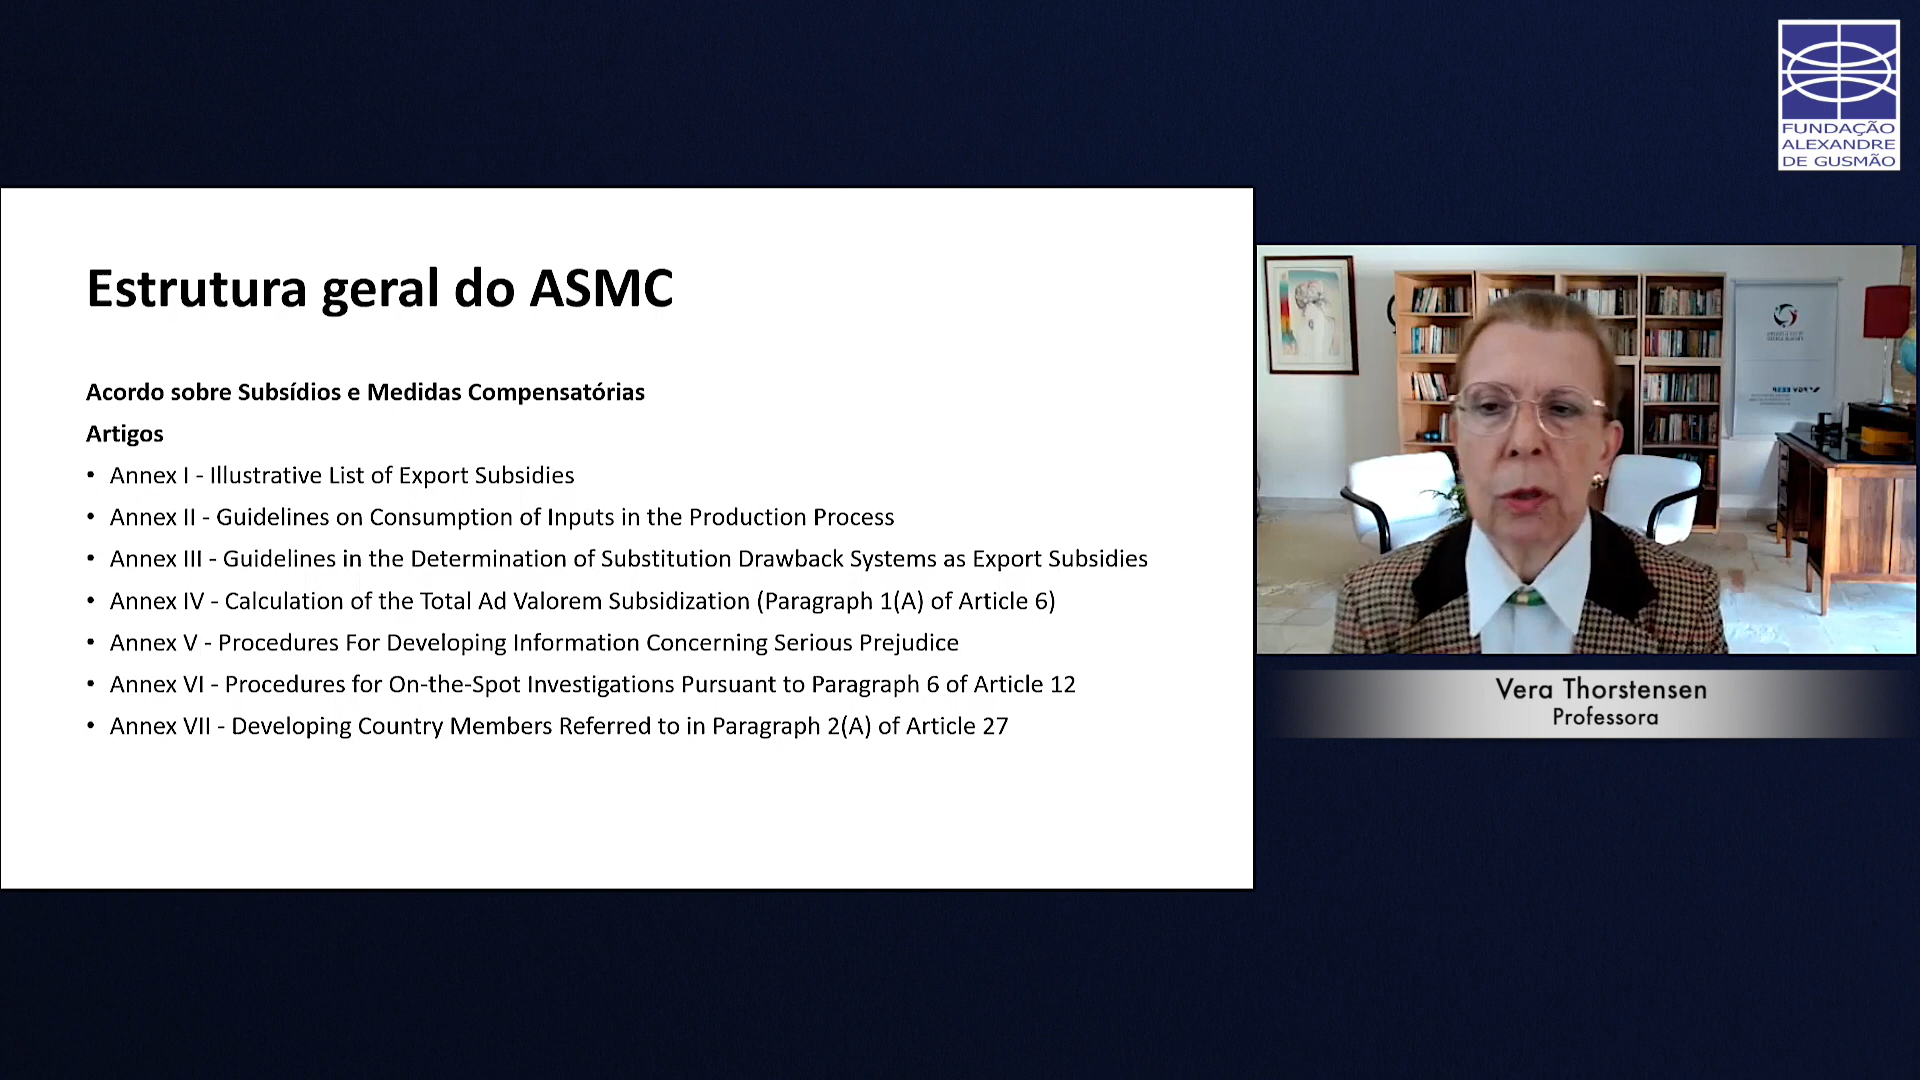 FUNDAÇÃO
ALEXANDRE
DE GUSMÃO
Estrutura geral do ASMC
Acordo sobre Subsídios e Medidas Compensatórias
Artigos
• Annex I - Illustrative List of Export Subsidies
• Annex II - Guidelines on Consumption of Inputs in the Production Process
• Annex III - Guidelines in the Determination of Substitution Drawback Systems as Export Subsidies
• Annex IV - Calculation of the Total Ad Valorem Subsidization (Paragraph 1(A) of Article 6)
• Annex V - Procedures For Developing Information Concerning Serious Prejudice
• Annex VI - Procedures for On-the-Spot Investigations Pursuant to Paragraph 6 of Article 12
• Annex VII - Developing Country Members Referred to in Paragraph 2(A) of Article 27
Vera Thorstensen
Professora